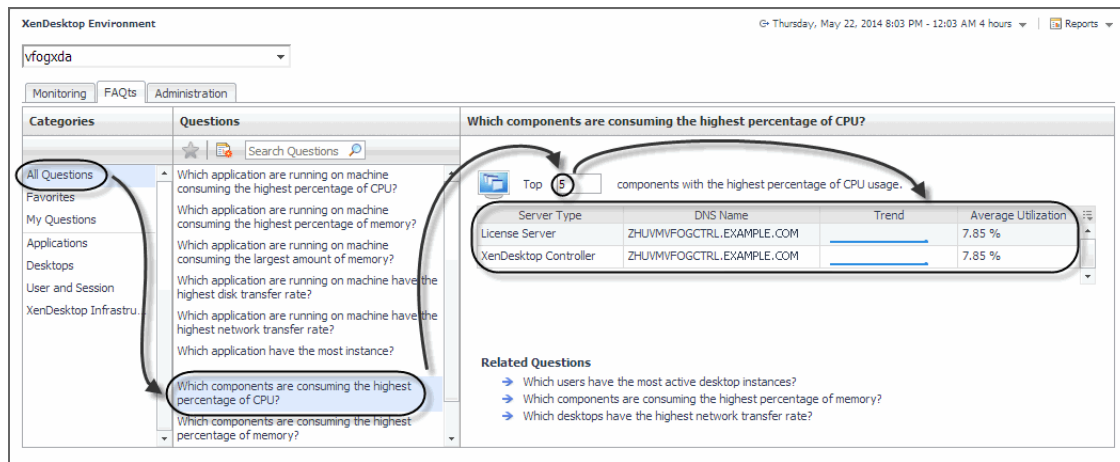 XenDesktop Environment
Thursday, May 22, 2014 8:03 PM - 12:03 AM 4 hours
Reports
vfogxda
Monitoring
FAQts
Administration
Categories
All Questions
Favorites
My Questions
Applications
Desktops
User and Session
XenDesktop Infrastru...
Questions
Search Questions
Which application are running on machine
consuming the highest percentage of CPU?
Which application are running on machine
consuming the highest percentage of memory?
Which application are running on machine
consuming the largest amount of memory?
Which application are running on machine have the
highest disk transfer rate?
Which application are running on machine have the
highest network transfer rate?
Which application have the most instance?
Which components are consuming the highest
percentage of CPU?
Which components are consuming the highest
percentage of memory?
Which components are consuming the highest percentage of CPU?
Top 5 components with the highest percentage of CPU usage.
Server Type DNS Name Trend Average Utilization
License Server ZHUVMVFOGCTRL.EXAMPLE.COM 7.85 %
XenDesktop Controller ZHUVMVFOGCTRL.EXAMPLE.COM 7.85 %
Related Questions
Which users have the most active desktop instances?
Which components are consuming the highest percentage of memory?
Which desktops have the highest network transfer rate?